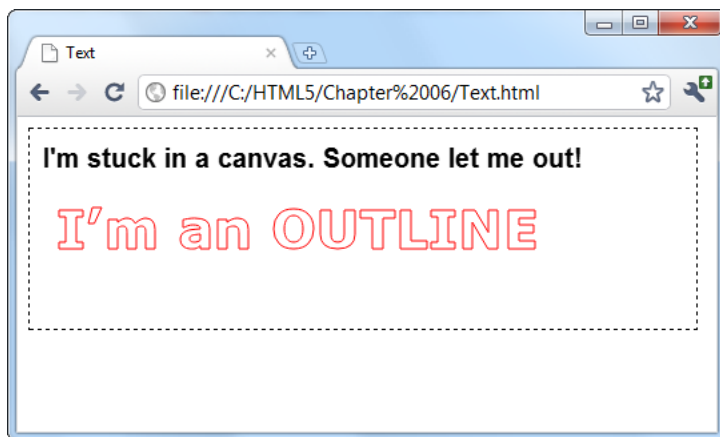 Text
file:///C:/HTML5/Chapter%2006/Text.html
I'm stuck in a canvas. Someone let me out!
I’m an OUTLINE